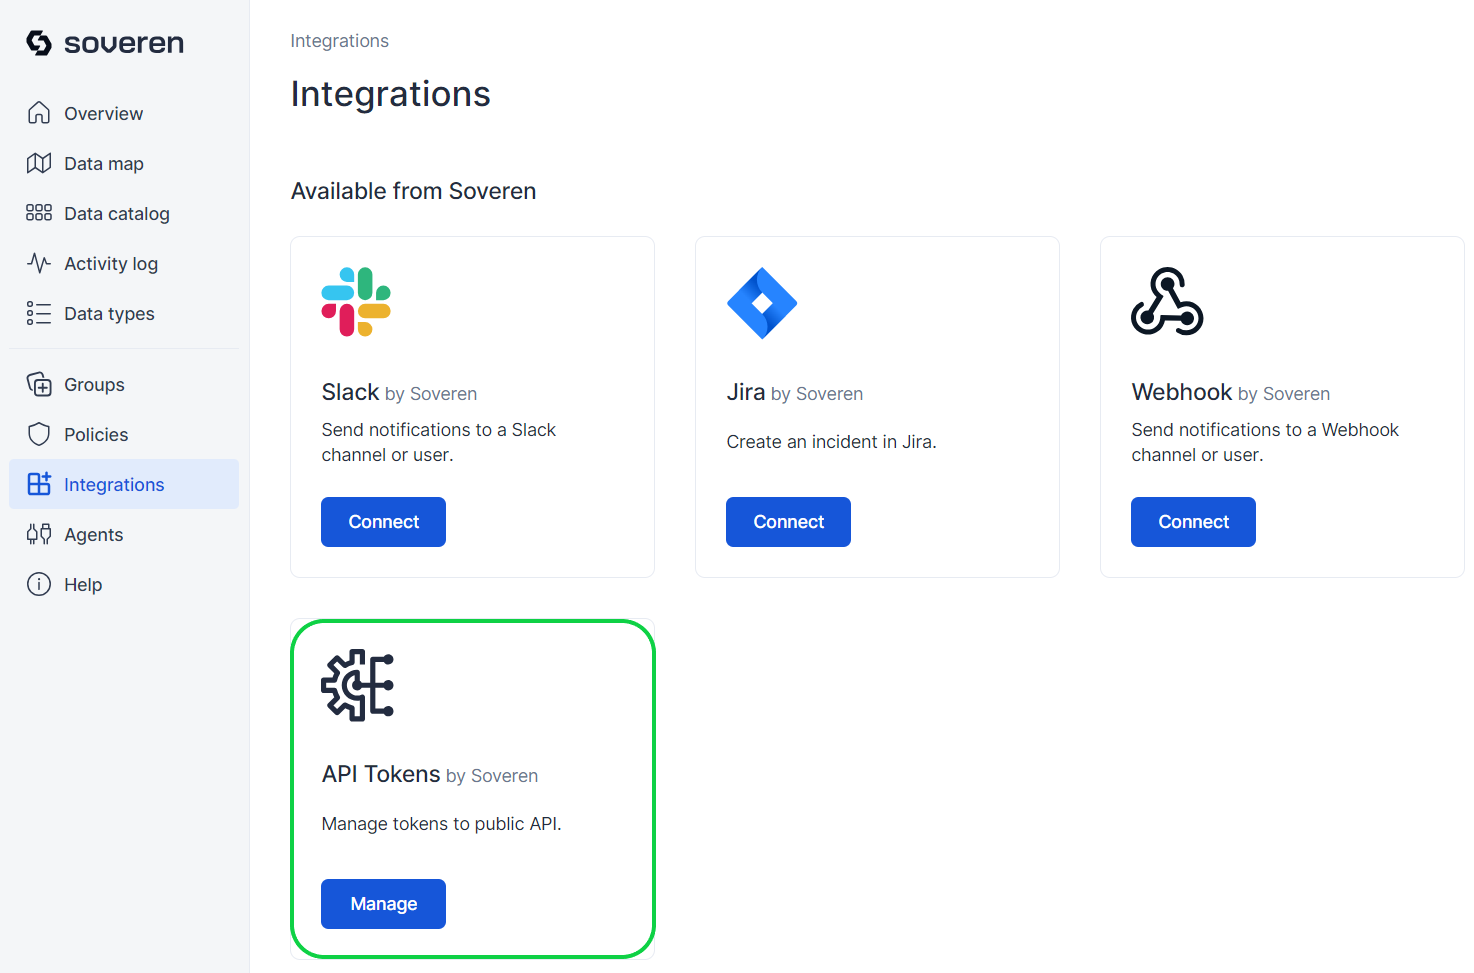 soveren
Overview
Data map
Data catalog
Activity log
Data types
Groups
Policies
Integrations
Agents
Help
Integrations
Integrations
Available from Soveren
Slack by Soveren
Send notifications to a Slack
channel or user.
Connect
Jira by Soveren
Create an incident in Jira.
Connect
Webhook by Soveren
Send notifications to a Webhook
channel or user.
Connect
API Tokens by Soveren
Manage tokens to public API.
Manage